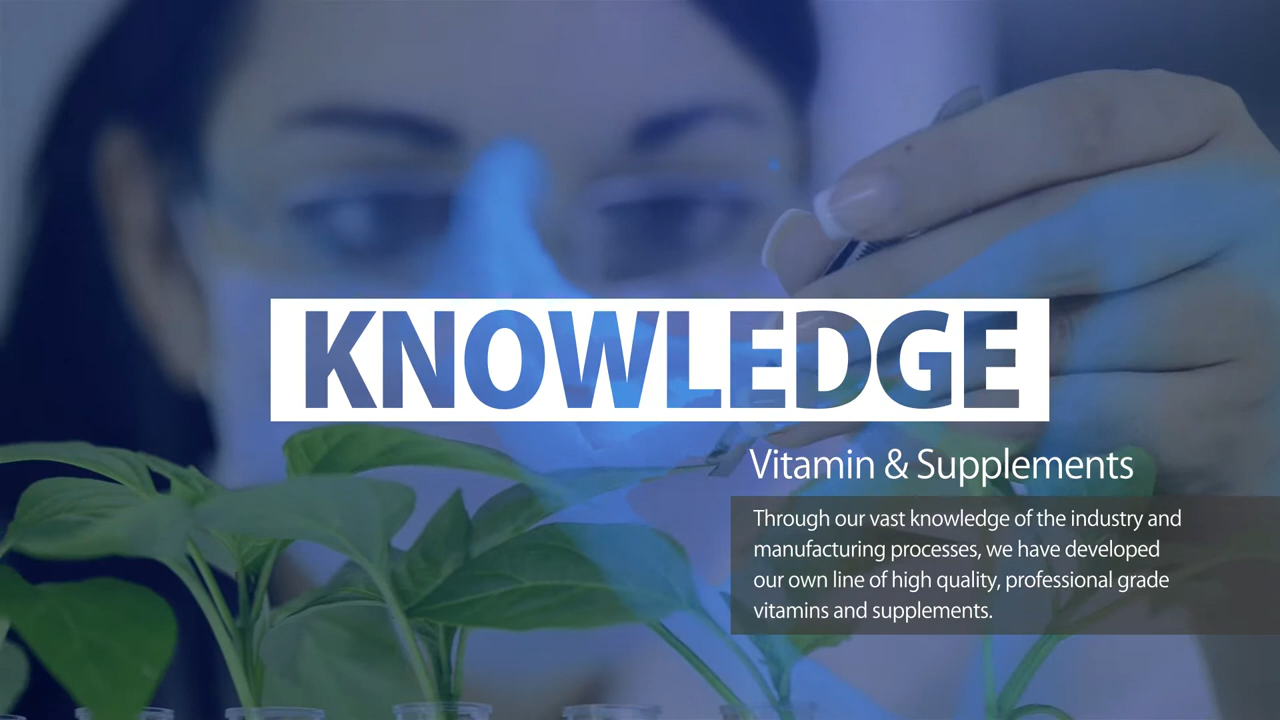 KNOWLEDGE
Vitamin & Supplements
Through our vast knowledge of the industry and
manufacturing processes, we have developed
our own line of high quality, professional grade
vitamins and supplements.